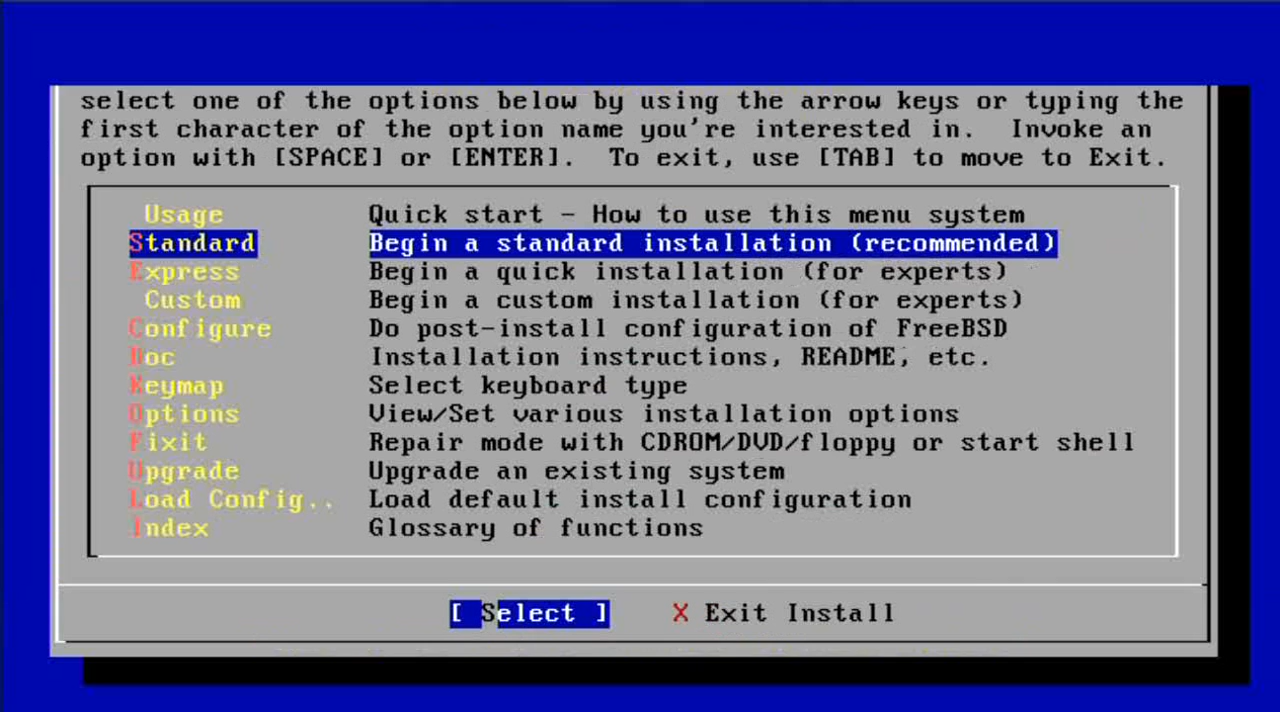 select one of the options below by using the arrow keys or typing the
first character of the option name you're interested in.  Invoke an
option with [SPACE] or [ENTER].  To exit, use [TAB] to move to Exit.
Usage Quick start - How to use this menu system
Standard Begin a standard installation (recommended)
Express Begin a quick installation (for experts)
Custom Begin a custom installation (for experts)
Configure Do post-install configuration of FreeBSD
Doc Installation instructions, README, etc.
Keymap Select keyboard type
Options View/Set various installation options
Fixit Repair mode with CDROM/DVD/floppy or start shell
Upgrade Upgrade an existing system
Load Config.. Load default install configuration
Index Glossary of functions
[ Select ] X Exit Install